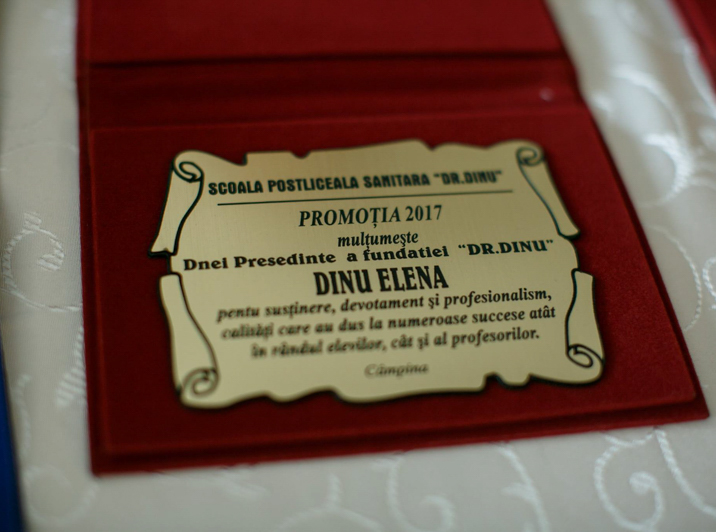 SCOALA POSTLICEALA SANITARA "DR.DINU"
PROMOȚIA 2017
mulțumește
Dnei Presedinte a fundatiei "DR.DINU"
DINU ELENA
pentu susținere, devotament și profesionalism,
calități care au dus la numeroase succese atât
în rândul elevilor, cât și al profesorilor.
Câmpina